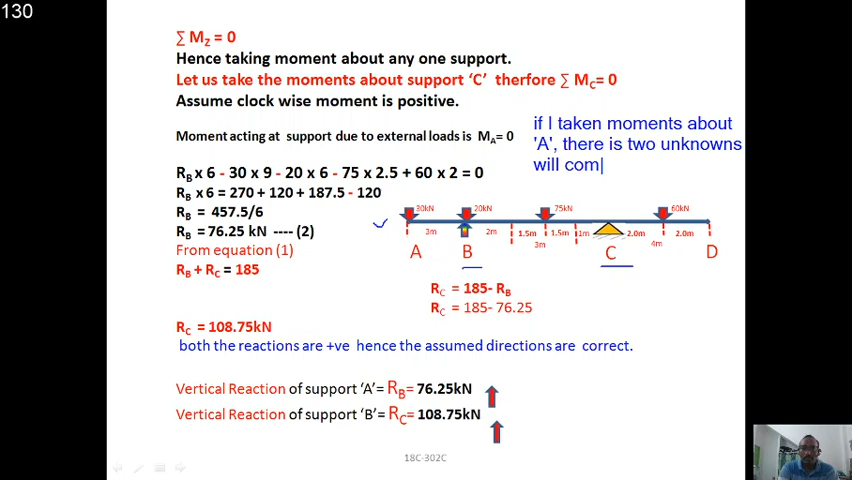 130
∑ Mz = 0
Hence taking moment about any one support.
Let us take the moments about support 'C'  therfore ∑ Mc= 0
Assume clock wise moment is positive.
Moment acting at  support due to external loads is  MA= 0
if I taken moments about
'A', there is two unknowns
will com|
RB x 6 - 30 x 9 - 20 x 6 - 75 x 2.5 + 60 x 2 = 0
RB x 6 = 270 + 120 + 187.5 - 120
RB =  457.5/6
RB = 76.25 kN  ---- (2)
From equation (1)
RB + RC = 185
30kN 20kN 75kN 60kN
3m 2m 1.5m 1.5m 1m 2.0m 2.0m
3m 4m
A B C D
RC = 185- RB
RC = 185- 76.25
RC = 108.75kN
both the reactions are +ve hence the assumed directions are correct.
Vertical Reaction of support 'A'= RB= 76.25kN
Vertical Reaction of support 'B'= RC= 108.75kN
18C-302C